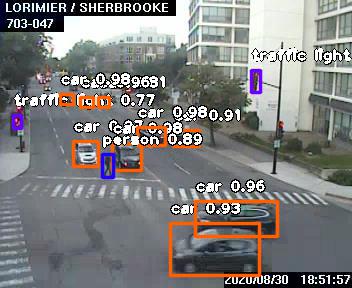 LORIMIER / SHERBROOKE
703-047
traffic light
car 0.98
traffic light 0.77
car 0.98
0.91
person 0.89
car 0.96
car 0.93
2020/08/30 18:51:57